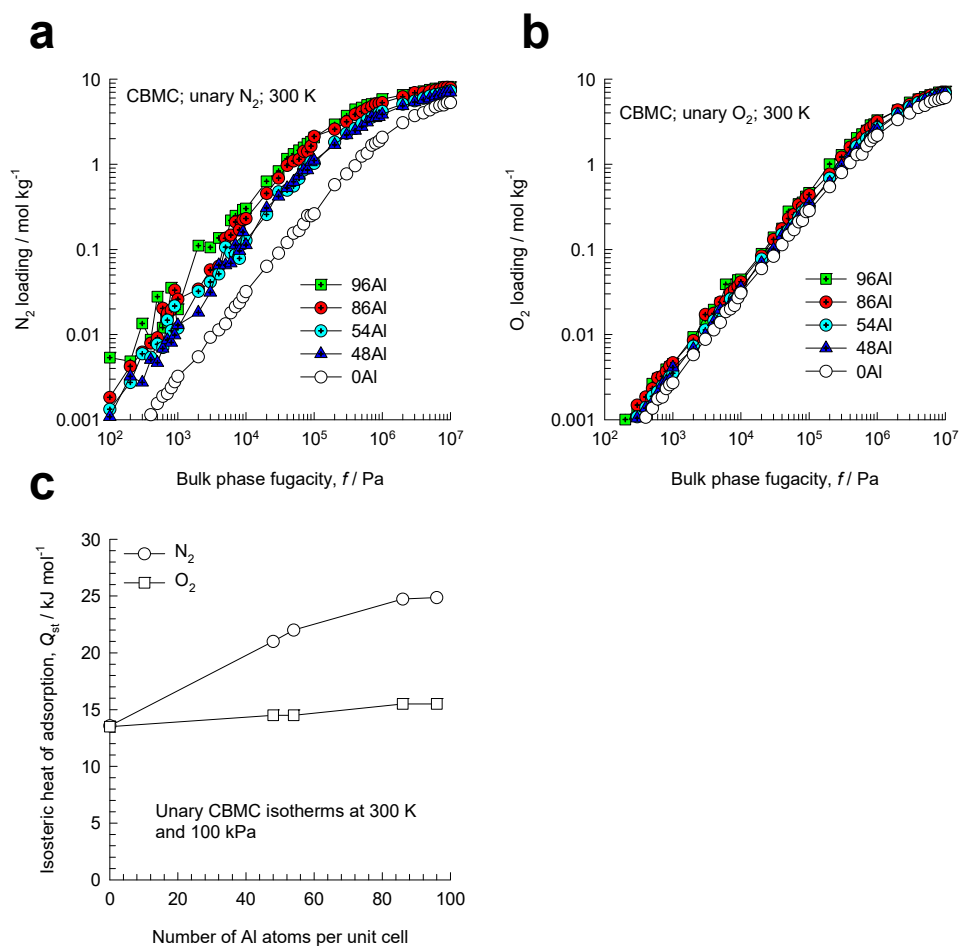 a
CBMC; unary N₂; 300 K
N₂ loading / mol kg⁻¹
10
1
0.1
0.01
0.001
96Al
86Al
54Al
48Al
0Al
10² 10³ 10⁴ 10⁵ 10⁶ 10⁷
Bulk phase fugacity, f / Pa
b
CBMC; unary O₂; 300 K
O₂ loading / mol kg⁻¹
10
1
0.1
0.01
0.001
96Al
86Al
54Al
48Al
0Al
10² 10³ 10⁴ 10⁵ 10⁶ 10⁷
Bulk phase fugacity, f / Pa
c
N₂
O₂
Isosteric heat of adsorption, Qst / kJ mol⁻¹
30
25
20
15
10
5
0
Unary CBMC isotherms at 300 K
and 100 kPa
0 20 40 60 80 100
Number of Al atoms per unit cell